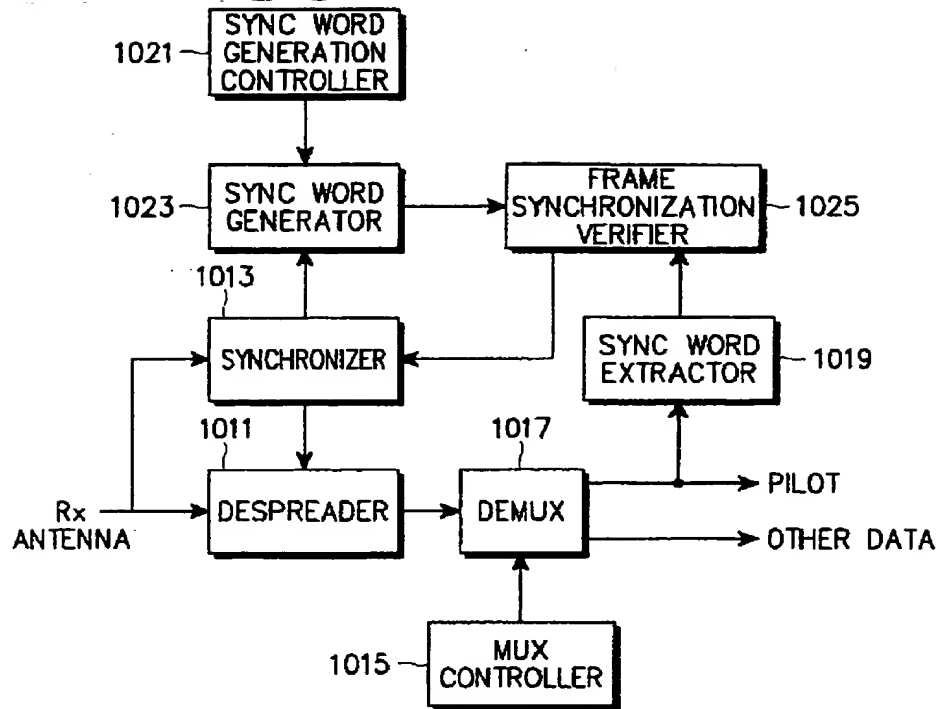 SYNC WORD
GENERATION
CONTROLLER
1021
SYNC WORD
GENERATOR
1023
FRAME
SYNCHRONIZATION
VERIFIER
1025
1013
SYNCHRONIZER
SYNC WORD
EXTRACTOR
1019
1011
DESPREADER
1017
DEMUX
PILOT
OTHER DATA
Rx
ANTENNA
MUX
CONTROLLER
1015